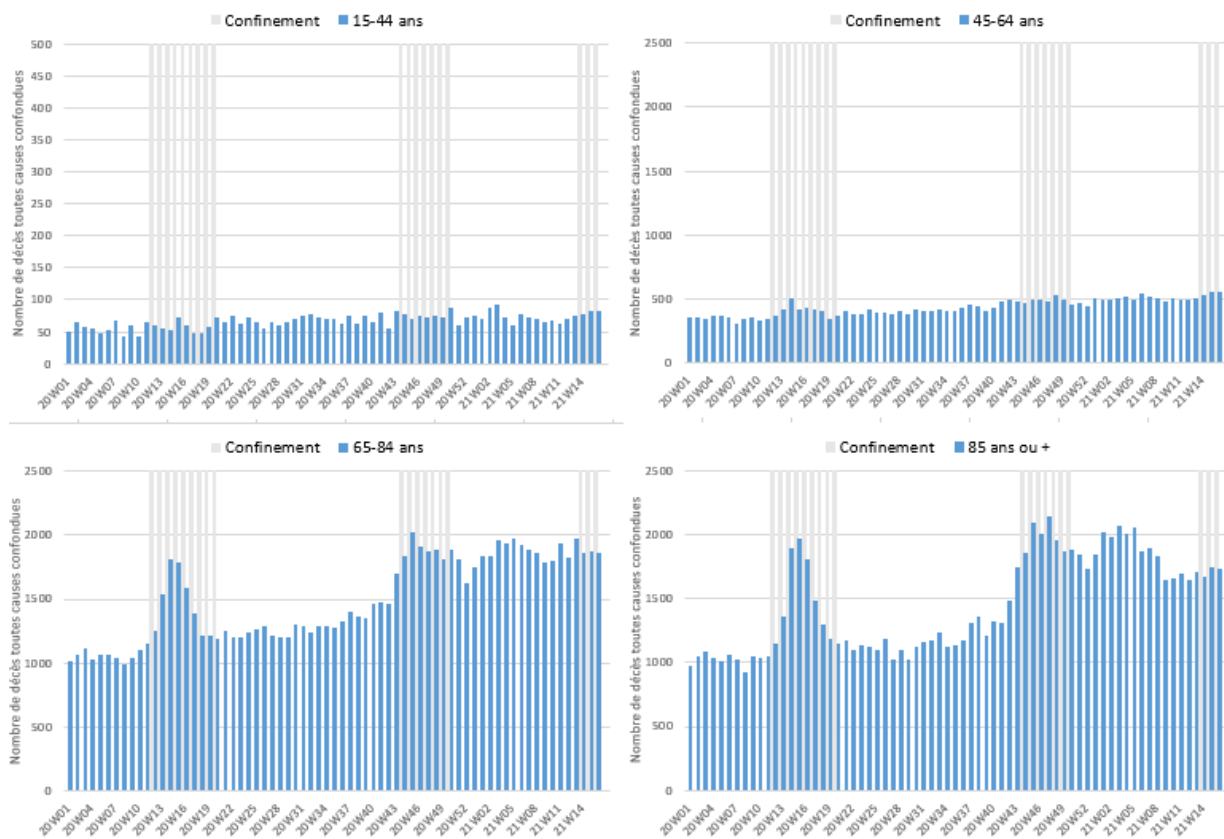 Confinement 15-44 ans
Nombre de décès toutes causes confondues
500
450
400
350
300
250
200
150
100
50
0
20W01 20W04 20W07 20W10 20W13 20W16 20W19 20W22 20W25 20W28 20W31 20W34 20W37 20W40 20W43 20W46 20W49 20W52 21W02 21W05 21W08 21W11 21W14
Confinement 45-64 ans
Nombre de décès toutes causes confondues
2500
2000
1500
1000
500
0
20W01 20W04 20W07 20W10 20W13 20W16 20W19 20W22 20W25 20W28 20W31 20W34 20W37 20W40 20W43 20W46 20W49 20W52 21W02 21W05 21W08 21W11 21W14
Confinement 65-84 ans
Nombre de décès toutes causes confondues
2500
2000
1500
1000
500
0
20W01 20W04 20W07 20W10 20W13 20W16 20W19 20W22 20W25 20W28 20W31 20W34 20W37 20W40 20W43 20W46 20W49 20W52 21W02 21W05 21W08 21W11 21W14
Confinement 85 ans ou +
Nombre de décès toutes causes confondues
2500
2000
1500
1000
500
0
20W01 20W04 20W07 20W10 20W13 20W16 20W19 20W22 20W25 20W28 20W31 20W34 20W37 20W40 20W43 20W46 20W49 20W52 21W02 21W05 21W08 21W11 21W14